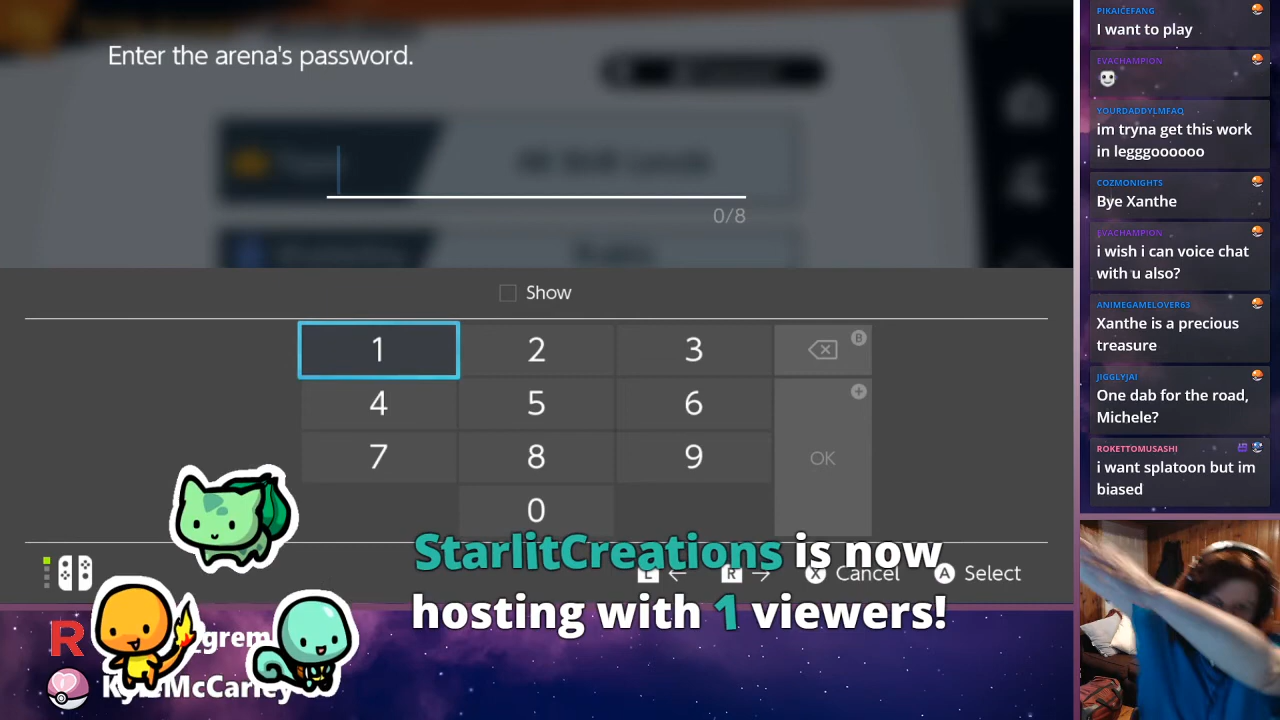 Enter the arena's password.
0/8
Show
1 2 3
4 5 6
7 8 9
0
OK
B
+
StarlitCreations is now
hosting with 1 viewers!
L ← R → X Cancel A Select
R
PIKAICEFANG
I want to play
EVACHAMPION
YOURDADDYLMFAQ
im tryna get this work
in legggoooooo
COZMONIGHTS
Bye Xanthe
EVACHAMPION
i wish i can voice chat
with u also?
ANIMEGAMELOVER63
Xanthe is a precious
treasure
JIGGLYJAI
One dab for the road,
Michele?
ROKETTOMUSASHI
i want splatoon but im
biased